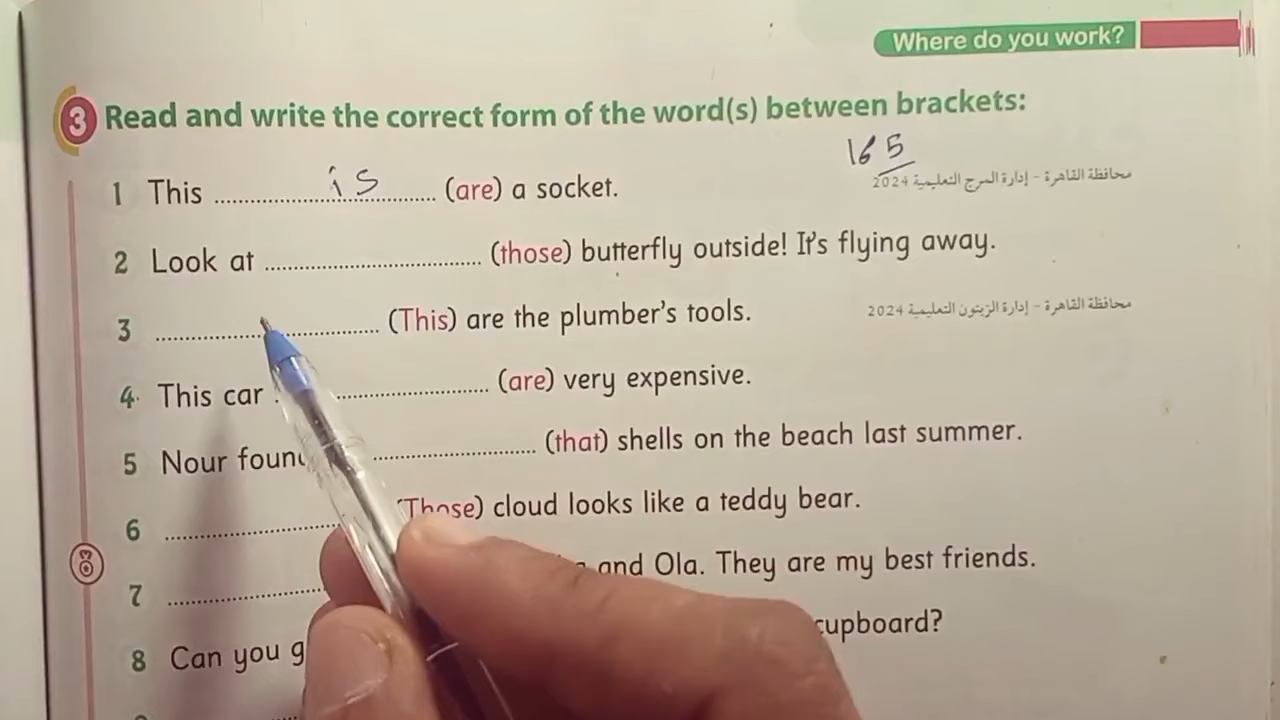 Where do you work?
3 Read and write the correct form of the word(s) between brackets:
165
1 This is (are) a socket. محافظة القاهرة - إدارة المرج التعليمية 2024
2 Look at .......... (those) butterfly outside! It's flying away.
3 .......... (This) are the plumber's tools. محافظة القاهرة - إدارة الزيتون التعليمية 2024
4 This car .......... (are) very expensive.
5 Nour .......... (that) shells on the beach last summer.
6 .......... (Those) cloud looks like a teddy bear.
7 .......... and Ola. They are my best friends.
8 Can you cupboard?